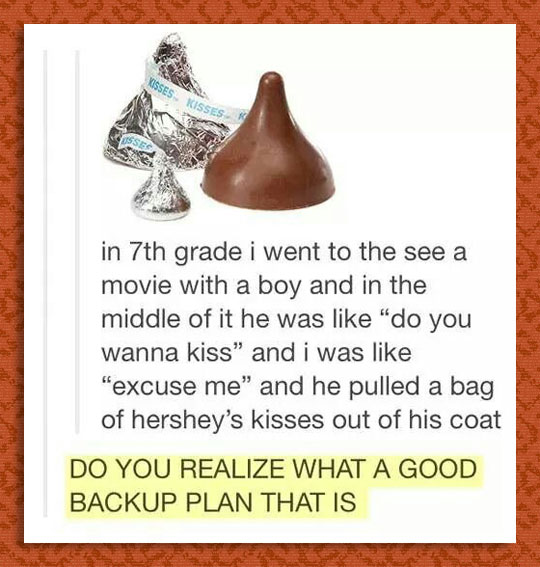 KISSES
KISSES
K
KISSES
in 7th grade i went to the see a
movie with a boy and in the
middle of it he was like “do you
wanna kiss” and i was like
“excuse me” and he pulled a bag
of hershey’s kisses out of his coat
DO YOU REALIZE WHAT A GOOD
BACKUP PLAN THAT IS